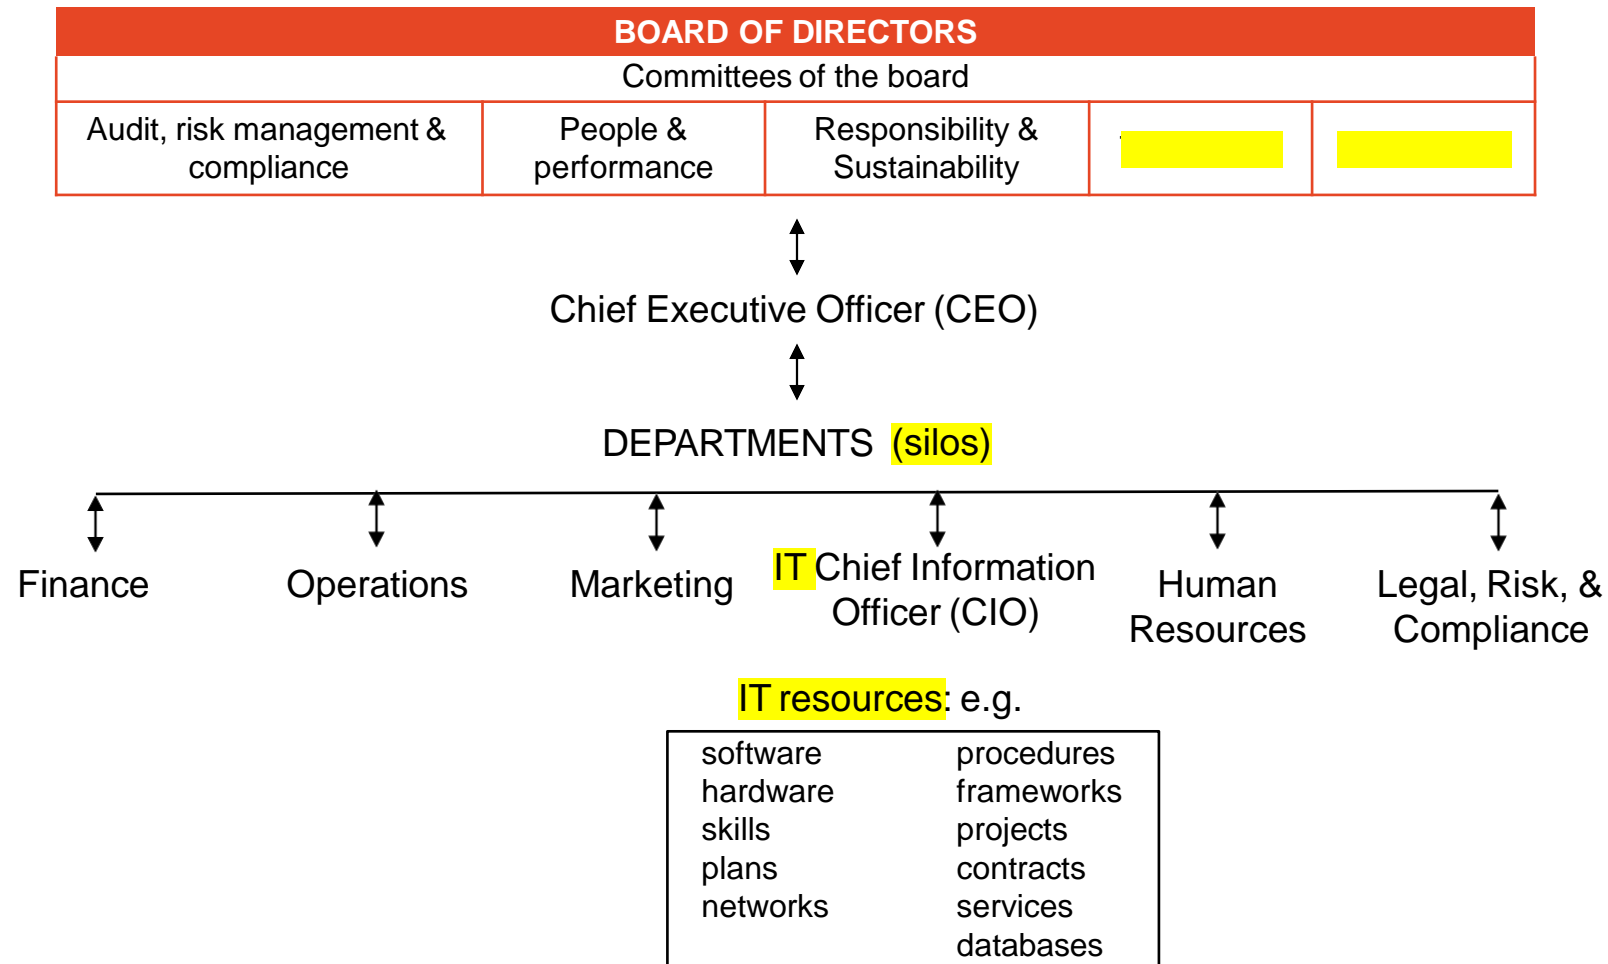 BOARD OF DIRECTORS
Committees of the board
Audit, risk management &
compliance
People &
performance
Responsibility &
Sustainability
Chief Executive Officer (CEO)
DEPARTMENTS (silos)
Finance
Operations
Marketing
IT Chief Information
Officer (CIO)
Human
Resources
Legal, Risk, &
Compliance
IT resources: e.g.
software
hardware
skills
plans
networks
procedures
frameworks
projects
contracts
services
databases